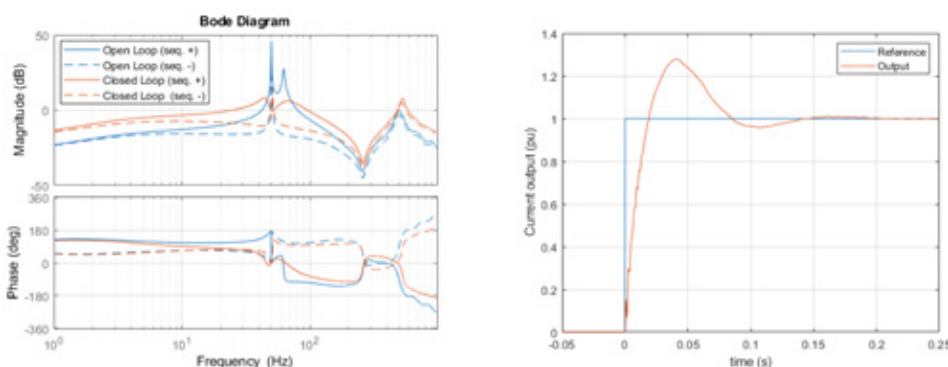 Bode Diagram
Open Loop (seq. +)
Open Loop (seq. -)
Closed Loop (seq. +)
Closed Loop (seq. -)
Magnitude (dB)
50
0
-50
Phase (deg)
360
180
0
-180
-360
10^0
10^1
10^2
Frequency (Hz)
Reference
Output
Current output (pu)
1.4
1.2
1
0.8
0.6
0.4
0.2
0
-0.05
0
0.05
0.1
0.15
0.2
0.25
time (s)